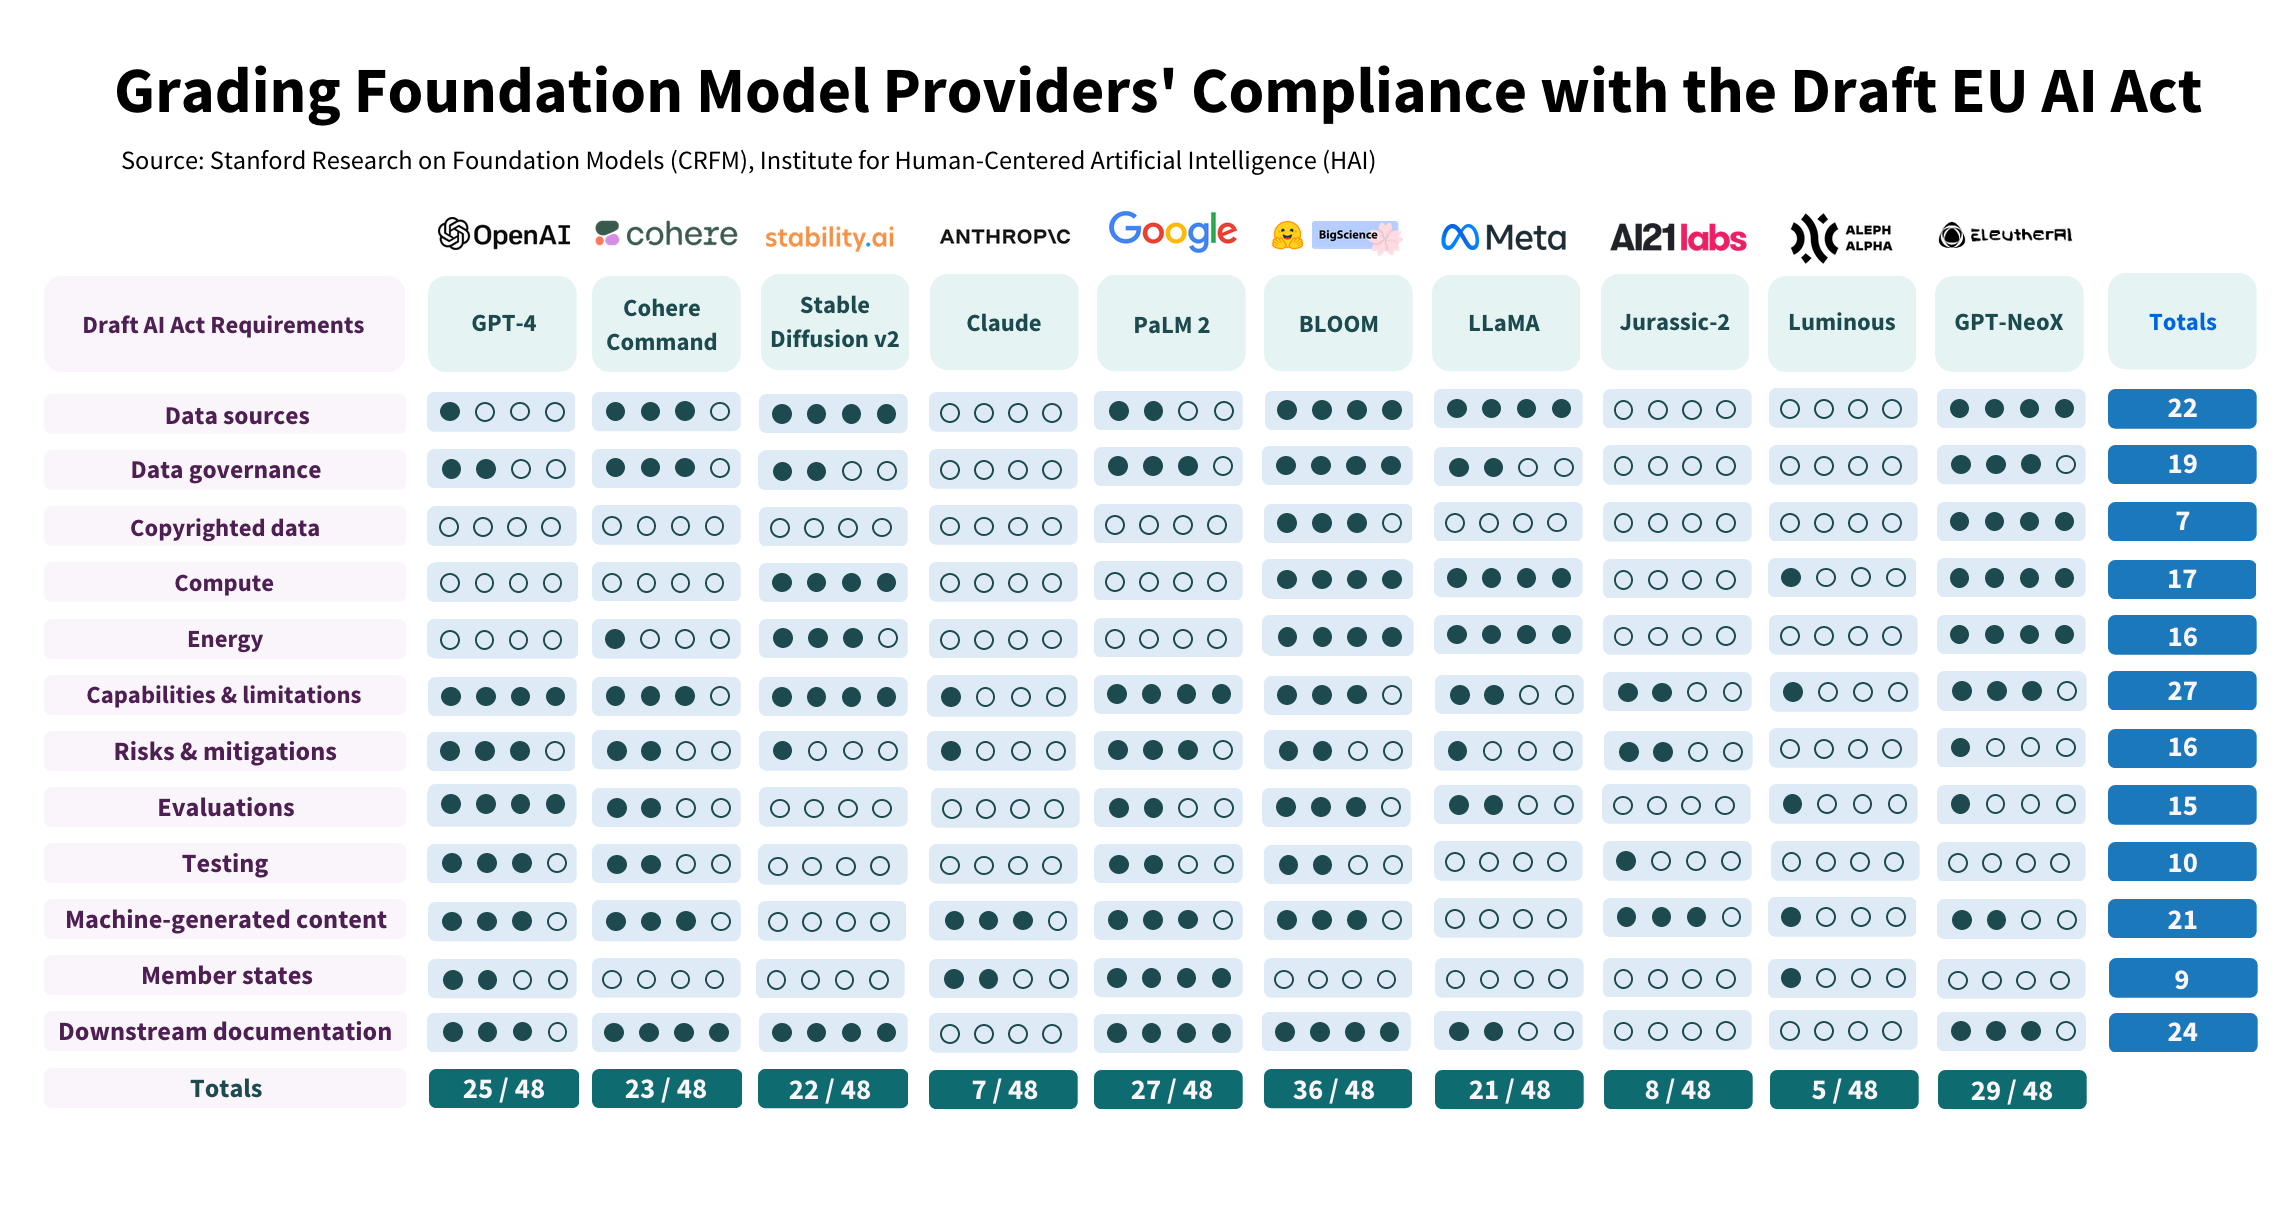 Grading Foundation Model Providers' Compliance with the Draft EU AI Act
Source: Stanford Research on Foundation Models (CRFM), Institute for Human-Centered Artificial Intelligence (HAI)
OpenAI cohere stability.ai ANTHROP\C Google BigScience Meta AI21labs ALEPH ALPHA EleutherAI
Draft AI Act Requirements GPT-4 Cohere Command Stable Diffusion v2 Claude PaLM 2 BLOOM LLaMA Jurassic-2 Luminous GPT-NeoX Totals
Data sources 22
Data governance 19
Copyrighted data 7
Compute 17
Energy 16
Capabilities & limitations 27
Risks & mitigations 16
Evaluations 15
Testing 10
Machine-generated content 21
Member states 9
Downstream documentation 24
Totals 25 / 48 23 / 48 22 / 48 7 / 48 27 / 48 36 / 48 21 / 48 8 / 48 5 / 48 29 / 48